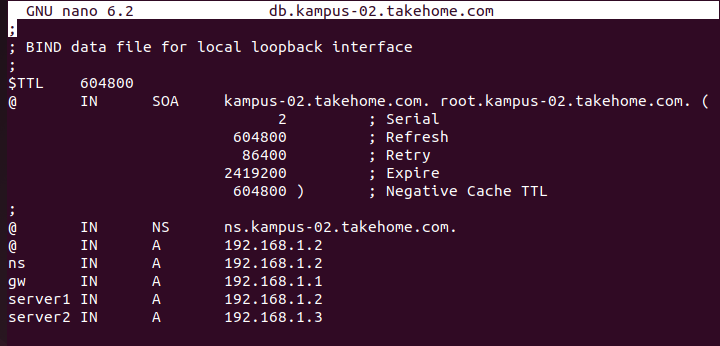 GNU nano 6.2 db.kampus-02.takehome.com
;
; BIND data file for local loopback interface
;
$TTL 604800
@ IN SOA kampus-02.takehome.com. root.kampus-02.takehome.com. (
2 ; Serial
604800 ; Refresh
86400 ; Retry
2419200 ; Expire
604800 ) ; Negative Cache TTL
;
@ IN NS ns.kampus-02.takehome.com.
@ IN A 192.168.1.2
ns IN A 192.168.1.2
gw IN A 192.168.1.1
server1 IN A 192.168.1.2
server2 IN A 192.168.1.3